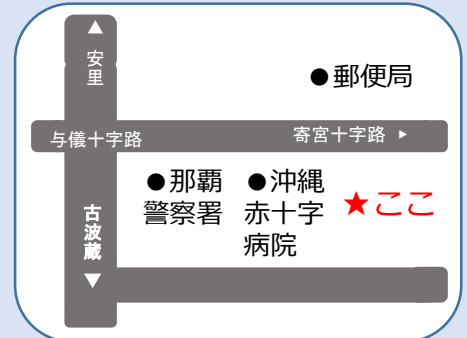 ▲
安里
●郵便局
与儀十字路
寄宮十字路 ▶
●那覇
警察署
●沖縄
赤十字
病院
★ここ
古波蔵
▼